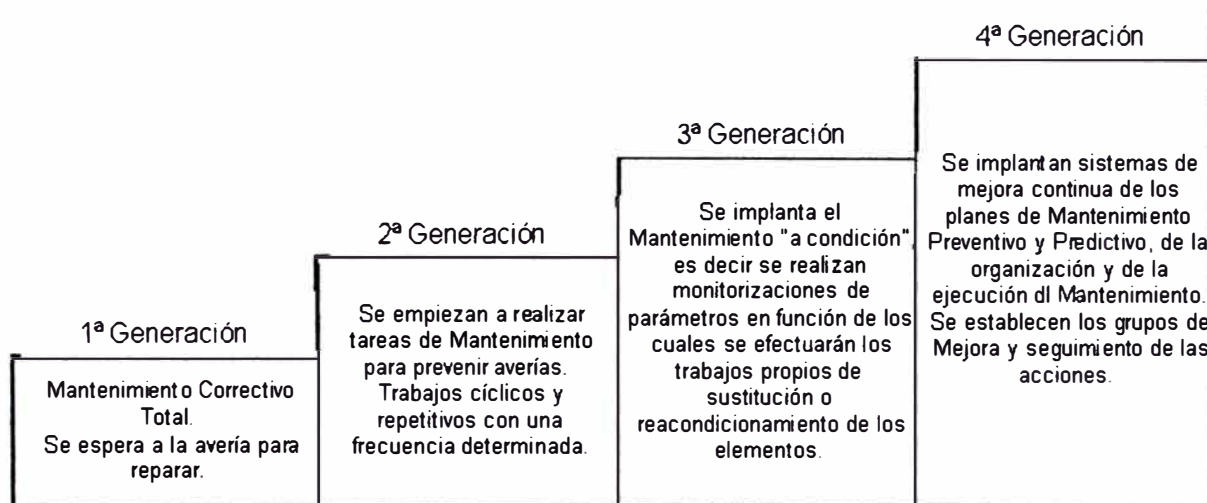 1ª Generación
Mantenimiento Correctivo
Total.
Se espera a la avería para
reparar.
2ª Generación
Se empiezan a realizar
tareas de Mantenimiento
para prevenir averías.
Trabajos cíclicos y
repetitivos con una
frecuencia determinada.
3ª Generación
Se implanta el
Mantenimiento "a condición"
es decir se realizan
monitorizaciones de
parámetros en función de los
cuales se efectuarán los
trabajos propios de
sustitución o
reacondicionamiento de los
elementos.
4ª Generación
Se implantan sistemas de
mejora continua de los
planes de Mantenimiento
Preventivo y Predictivo, de la
organización y de la
ejecución dl Mantenimiento.
Se establecen los grupos de
Mejora y seguimiento de las
acciones.